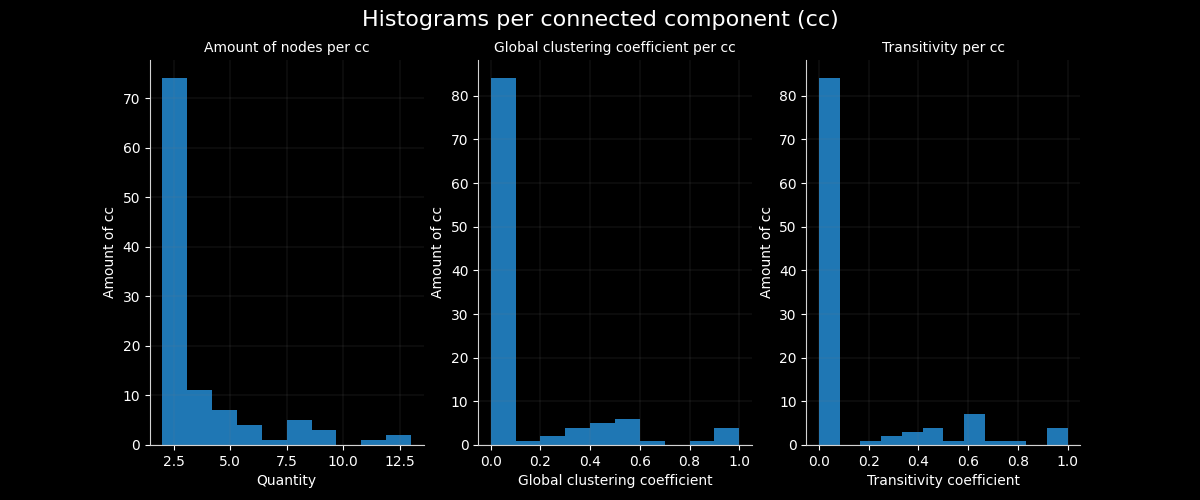 Histograms per connected component (cc)
Amount of nodes per cc
Amount of cc
70
60
50
40
30
20
10
0
2.5 5.0 7.5 10.0 12.5
Quantity
Global clustering coefficient per cc
Amount of cc
80
70
60
50
40
30
20
10
0
0.0 0.2 0.4 0.6 0.8 1.0
Global clustering coefficient
Transitivity per cc
Amount of cc
80
70
60
50
40
30
20
10
0
0.0 0.2 0.4 0.6 0.8 1.0
Transitivity coefficient